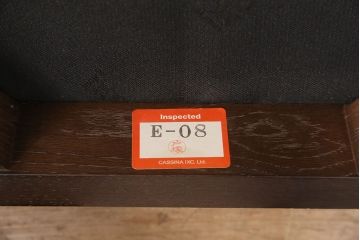 Inspected
E-08
CASSINA IXC. Ltd.